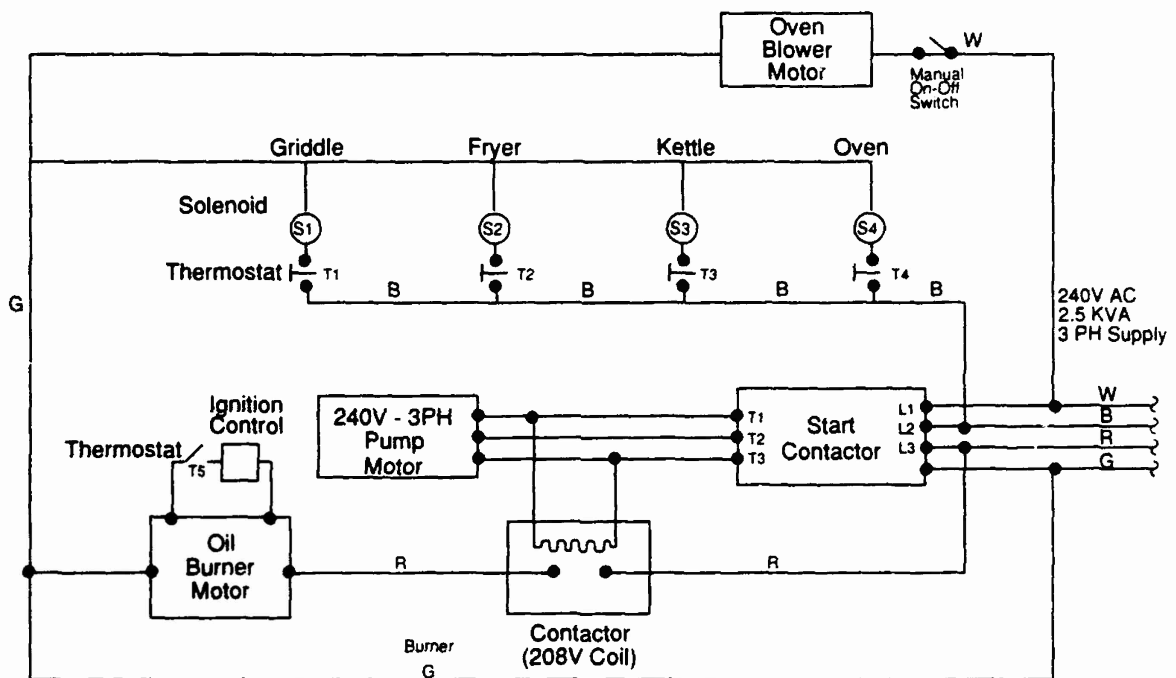 Oven
Blower
Motor
W
Manual
On-Off
Switch
Griddle
Fryer
Kettle
Oven
Solenoid
S1
S2
S3
S4
Thermostat
T1
T2
T3
T4
B
B
B
B
G
240V AC
2.5 KVA
3 PH Supply
Ignition
Control
Thermostat
T5
240V - 3PH
Pump
Motor
T1
T2
T3
Start
Contactor
L1
L2
L3
W
B
R
G
Oil
Burner
Motor
R
R
Contactor
(208V Coil)
Burner
G